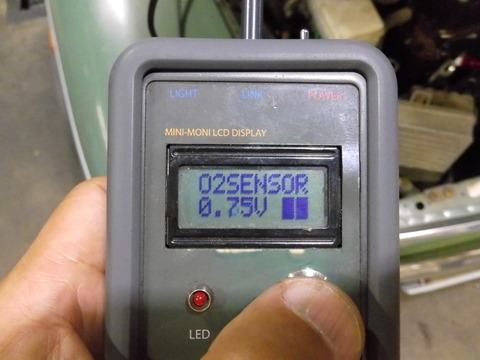 LIGHT LINK POWER
MINI-MONI LCD DISPLAY
O2SENSOR
0.75V
LED